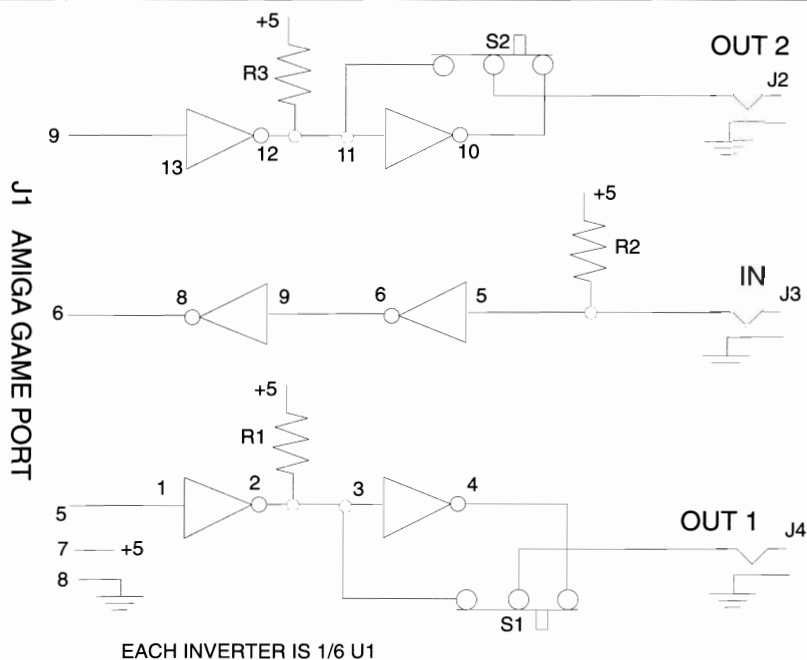 +5
S2
OUT 2
R3
J2
9
13
12
11
10
J1 AMIGA GAME PORT
+5
R2
IN
8
9
6
5
J3
6
+5
R1
1
2
3
4
OUT 1
J4
5
7
+5
8
S1
EACH INVERTER IS 1/6 U1